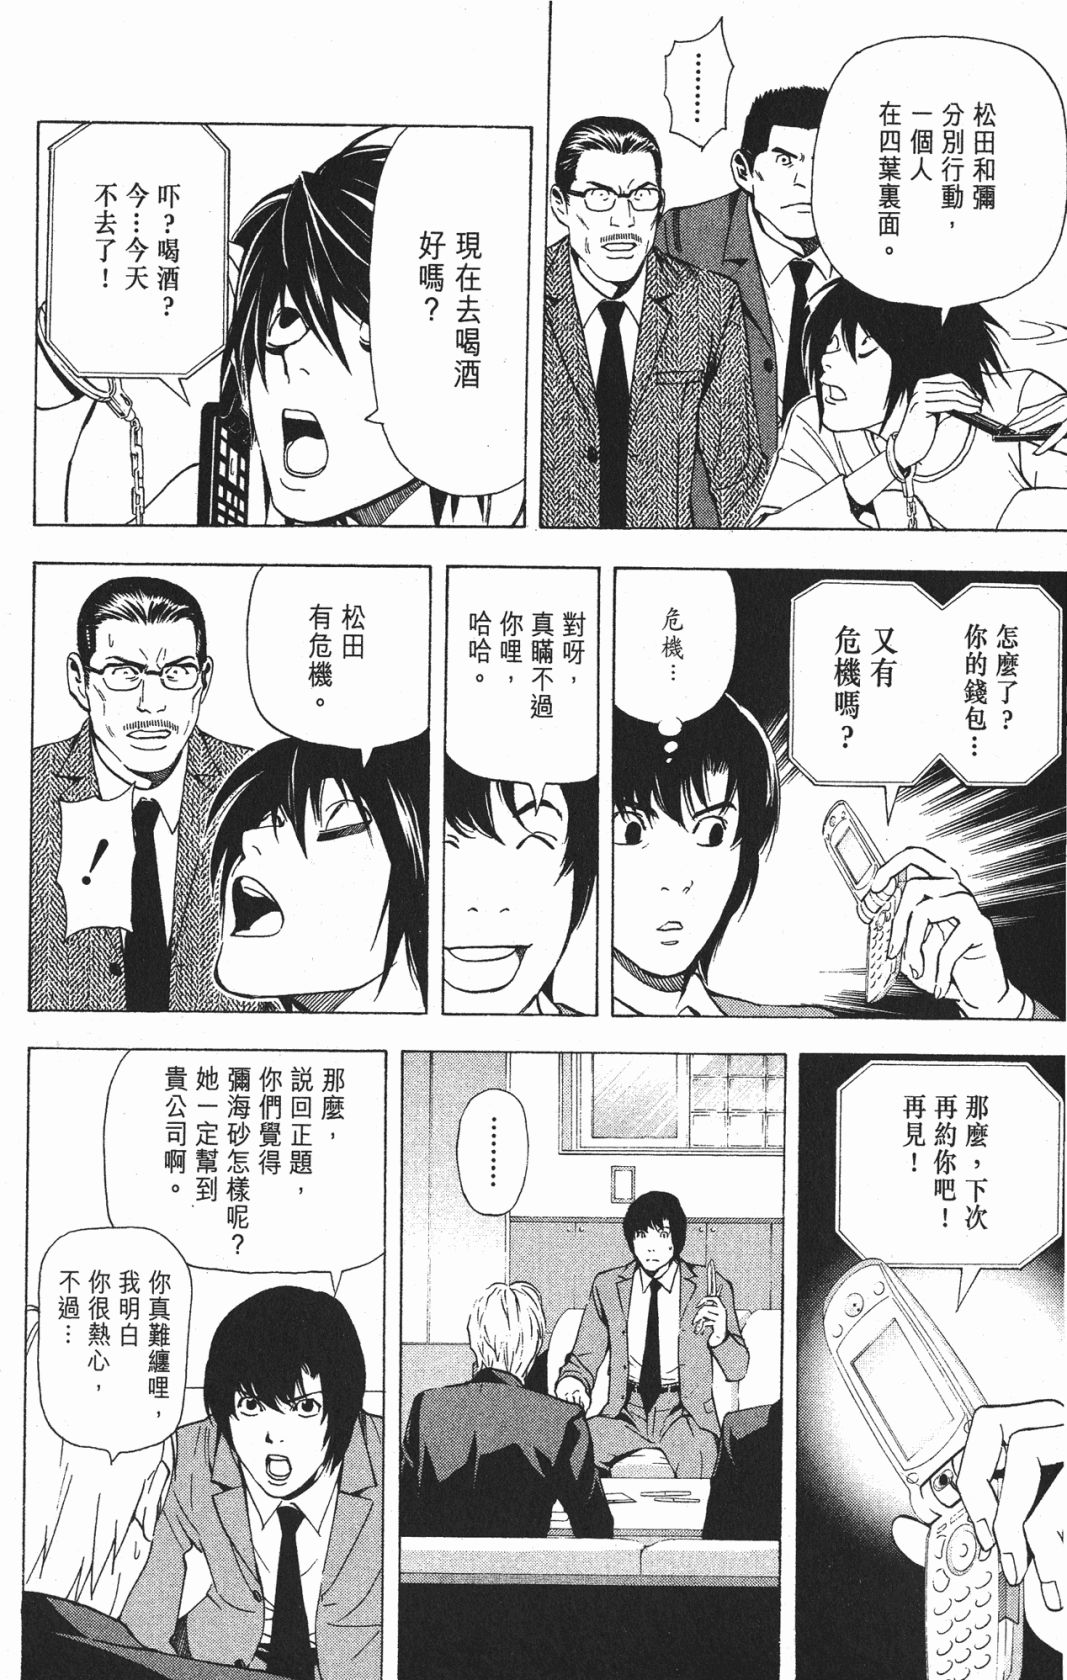 松田和彌
分別行動，
一個人
在四葉裏面。
………
現在去喝酒
好嗎？
吓？喝酒？
今…今天
不去了！
怎麼了？
你的錢包…
又有
危機嗎？
危機…
對呀，
真瞞不過
你哩，
哈哈。
松田
有危機。
！
那麼，下次
再約你吧！
再見！
………
那麼，
説回正題，
你們覺得
彌海砂怎樣呢？
她一定幫到
貴公司啊。
你真難纏哩，
我明白
你很熱心，
不過…